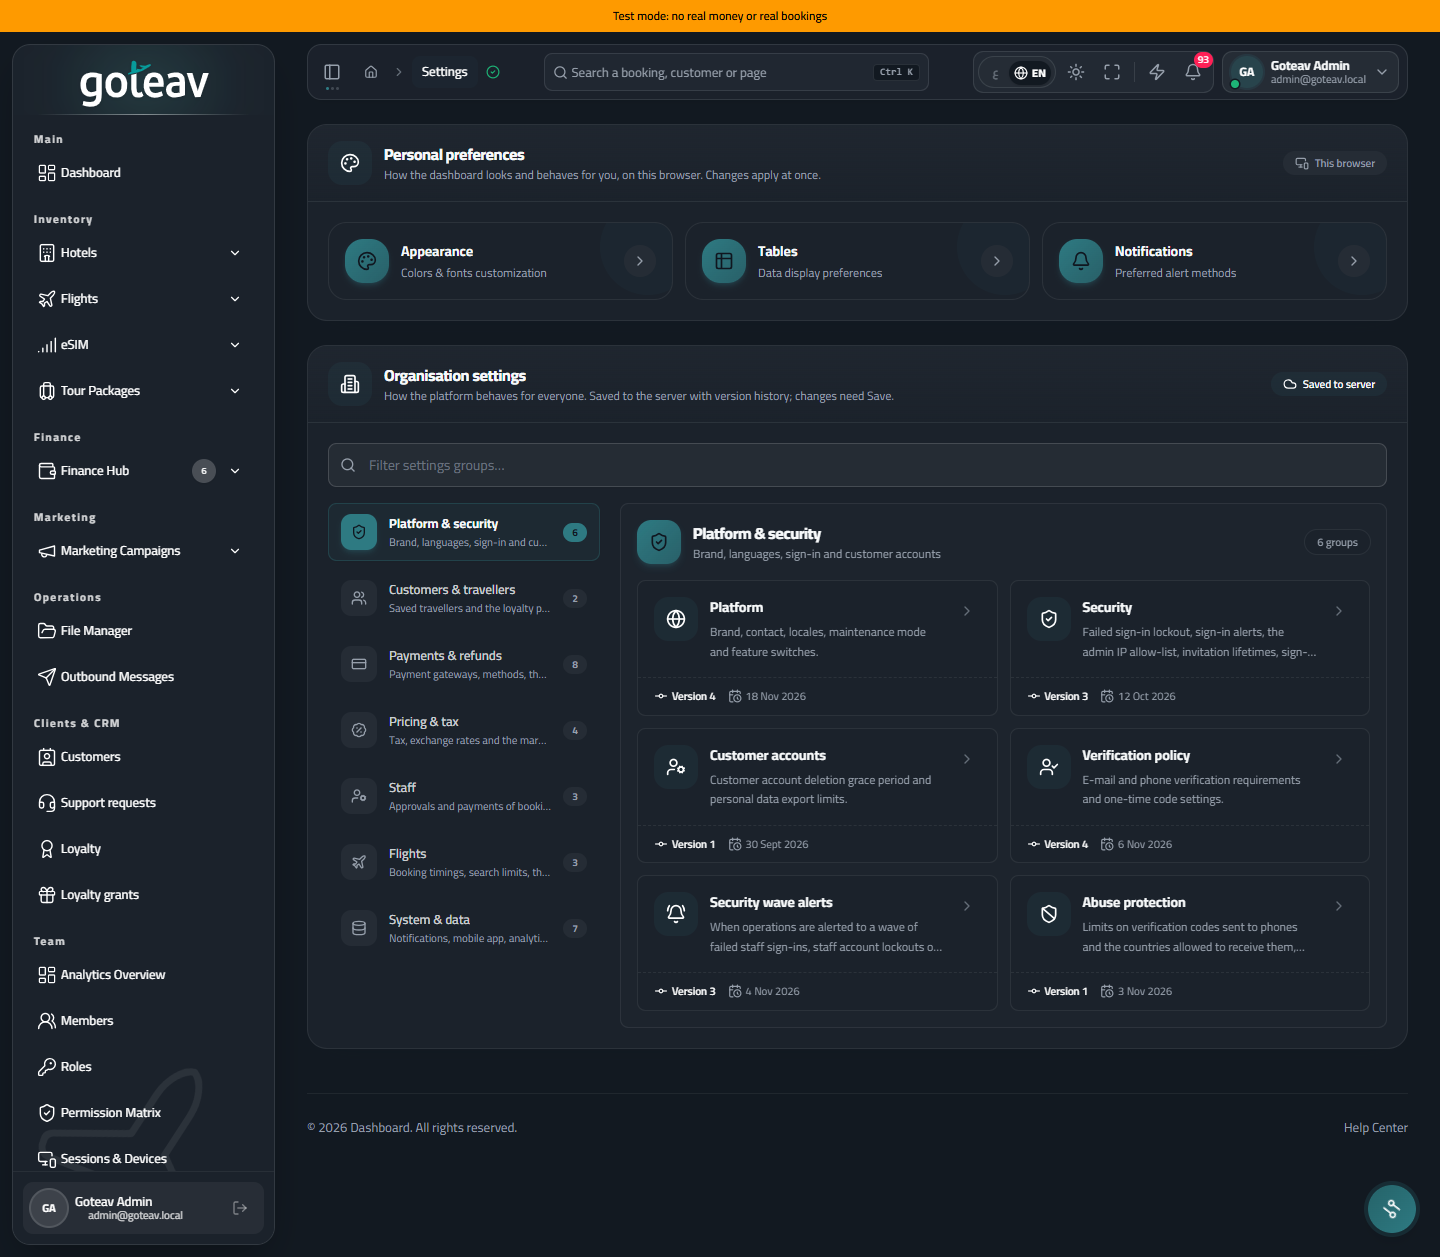 Test mode: no real money or real bookings
goteav
Main
Dashboard
Inventory
Hotels
Flights
eSIM
Tour Packages
Finance
Finance Hub
6
Marketing
Marketing Campaigns
Operations
File Manager
Outbound Messages
Clients & CRM
Customers
Support requests
Loyalty
Loyalty grants
Team
Analytics Overview
Members
Roles
Permission Matrix
Sessions & Devices
GA
Goteav Admin
admin@goteav.local
Settings
Search a booking, customer or page
Ctrl K
ع
EN
93
GA
Goteav Admin
admin@goteav.local
Personal preferences
How the dashboard looks and behaves for you, on this browser. Changes apply at once.
This browser
Appearance
Colors & fonts customization
Tables
Data display preferences
Notifications
Preferred alert methods
Organisation settings
How the platform behaves for everyone. Saved to the server with version history; changes need Save.
Saved to server
Filter settings groups...
Platform & security
Brand, languages, sign-in and cu...
6
Customers & travellers
Saved travellers and the loyalty p...
2
Payments & refunds
Payment gateways, methods, th...
8
Pricing & tax
Tax, exchange rates and the mar...
4
Staff
Approvals and payments of booki...
3
Flights
Booking timings, search limits, th...
3
System & data
Notifications, mobile app, analyti...
7
Platform & security
Brand, languages, sign-in and customer accounts
6 groups
Platform
Brand, contact, locales, maintenance mode
and feature switches.
Version 4
18 Nov 2026
Security
Failed sign-in lockout, sign-in alerts, the
admin IP allow-list, invitation lifetimes, sign-...
Version 3
12 Oct 2026
Customer accounts
Customer account deletion grace period and
personal data export limits.
Version 1
30 Sept 2026
Verification policy
E-mail and phone verification requirements
and one-time code settings.
Version 4
6 Nov 2026
Security wave alerts
When operations are alerted to a wave of
failed staff sign-ins, staff account lockouts o...
Version 3
4 Nov 2026
Abuse protection
Limits on verification codes sent to phones
and the countries allowed to receive them,...
Version 1
3 Nov 2026
© 2026 Dashboard. All rights reserved.
Help Center